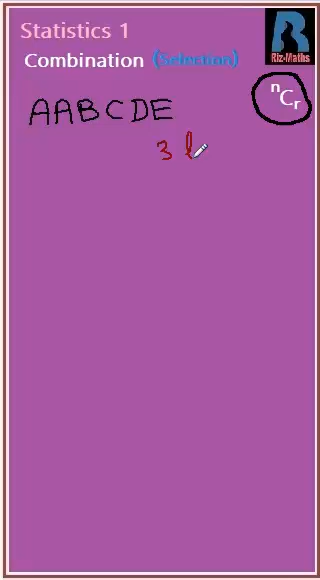 Statistics 1
Riz-Maths
Combination (Selection)
nCr
AABCDE
3 l